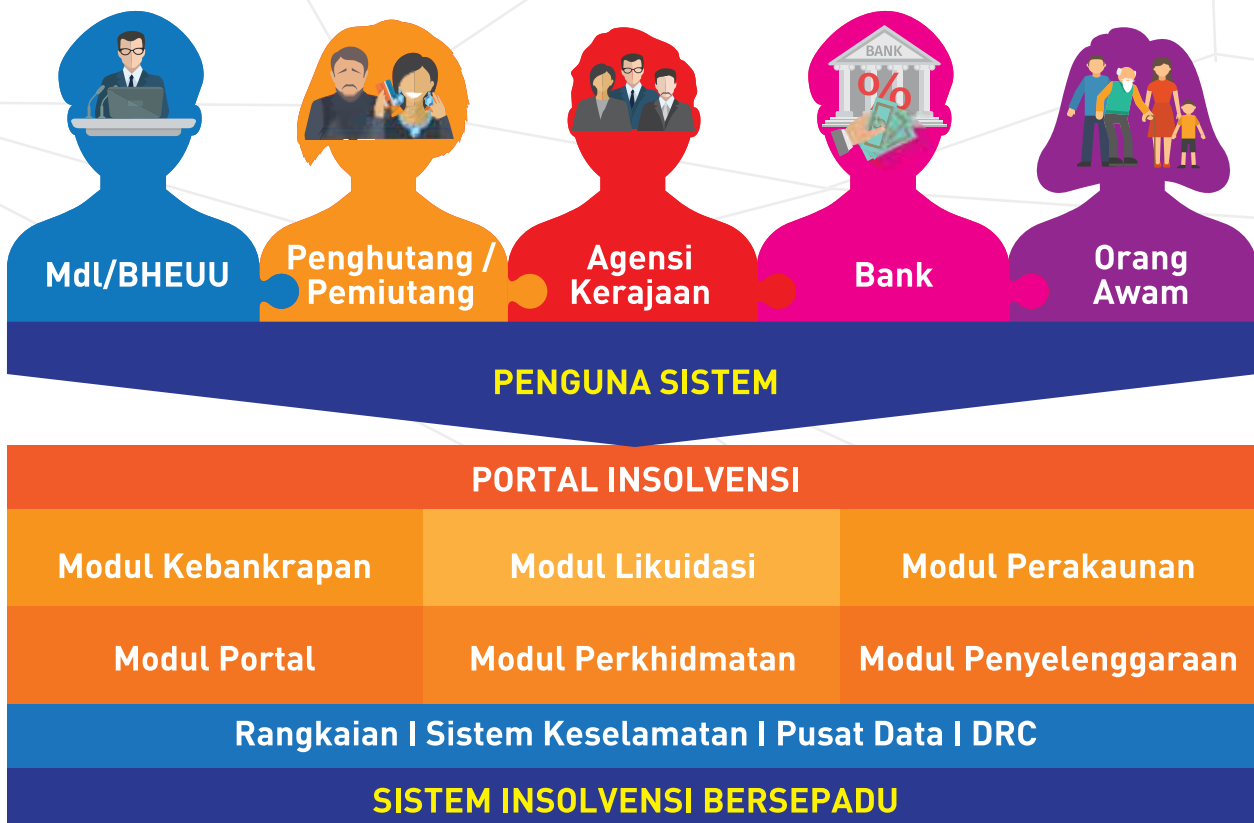 BANK
%
Mdl/BHEUU
Penghutang /
Pemiutang
Agensi
Kerajaan
Bank
Orang
Awam
PENGUNA SISTEM
PORTAL INSOLVENSI
Modul Kebankrapan
Modul Likuidasi
Modul Perakaunan
Modul Portal
Modul Perkhidmatan
Modul Penyelenggaraan
Rangkaian I Sistem Keselamatan I Pusat Data I DRC
SISTEM INSOLVENSI BERSEPADU